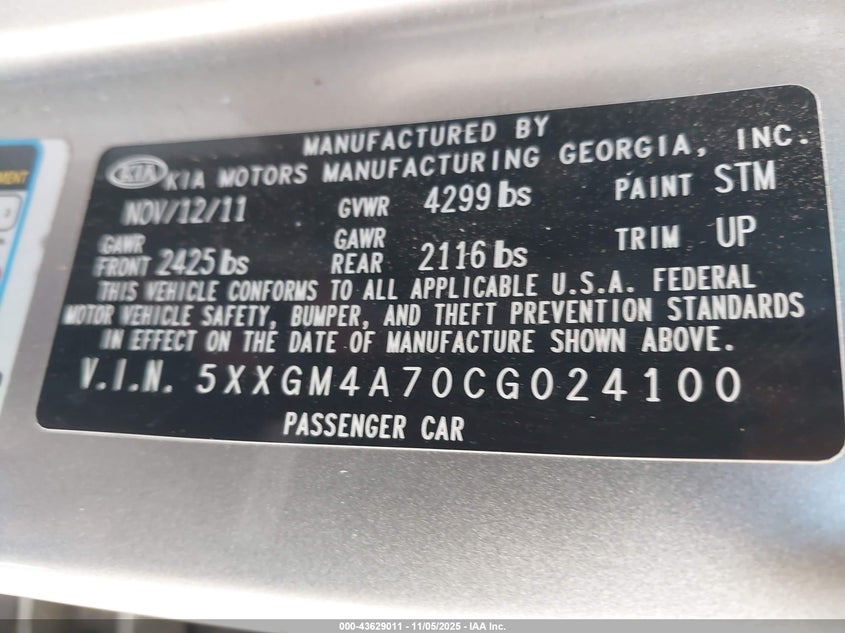 MANUFACTURED BY
KIA KIA MOTORS MANUFACTURING GEORGIA, INC.
NOV/12/11 GVWR 4299 lbs PAINT STM
GAWR FRONT 2425 lbs GAWR REAR 2116 lbs TRIM UP
THIS VEHICLE CONFORMS TO ALL APPLICABLE U.S.A. FEDERAL
MOTOR VEHICLE SAFETY, BUMPER, AND THEFT PREVENTION STANDARDS
IN EFFECT ON THE DATE OF MANUFACTURE SHOWN ABOVE.
V.I.N. 5XXGM4A70CG024100
PASSENGER CAR
000-43629011 - 11/05/2025 - IAA Inc.